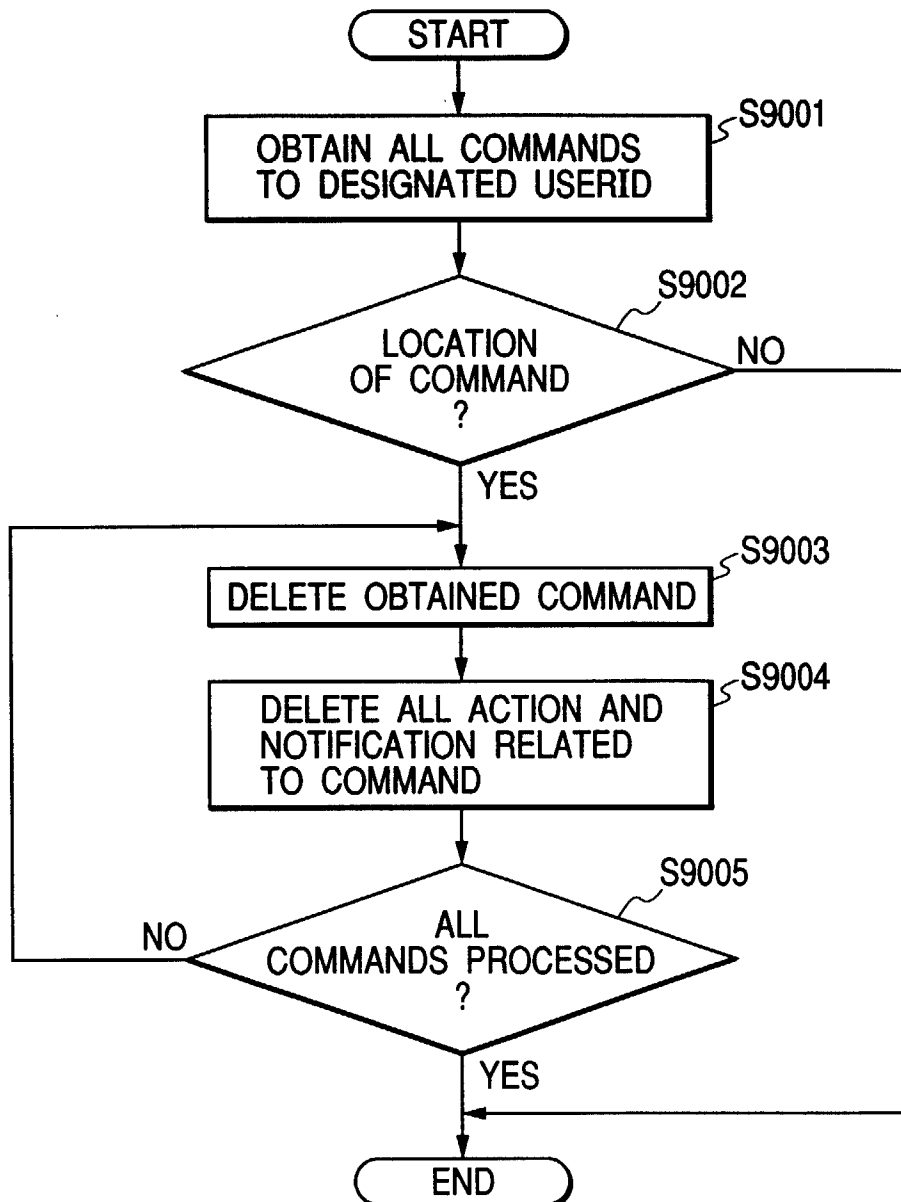 START
S9001
OBTAIN ALL COMMANDS
TO DESIGNATED USERID
S9002
LOCATION
OF COMMAND
?
NO
YES
S9003
DELETE OBTAINED COMMAND
S9004
DELETE ALL ACTION AND
NOTIFICATION RELATED
TO COMMAND
S9005
ALL
COMMANDS PROCESSED
?
NO
YES
END